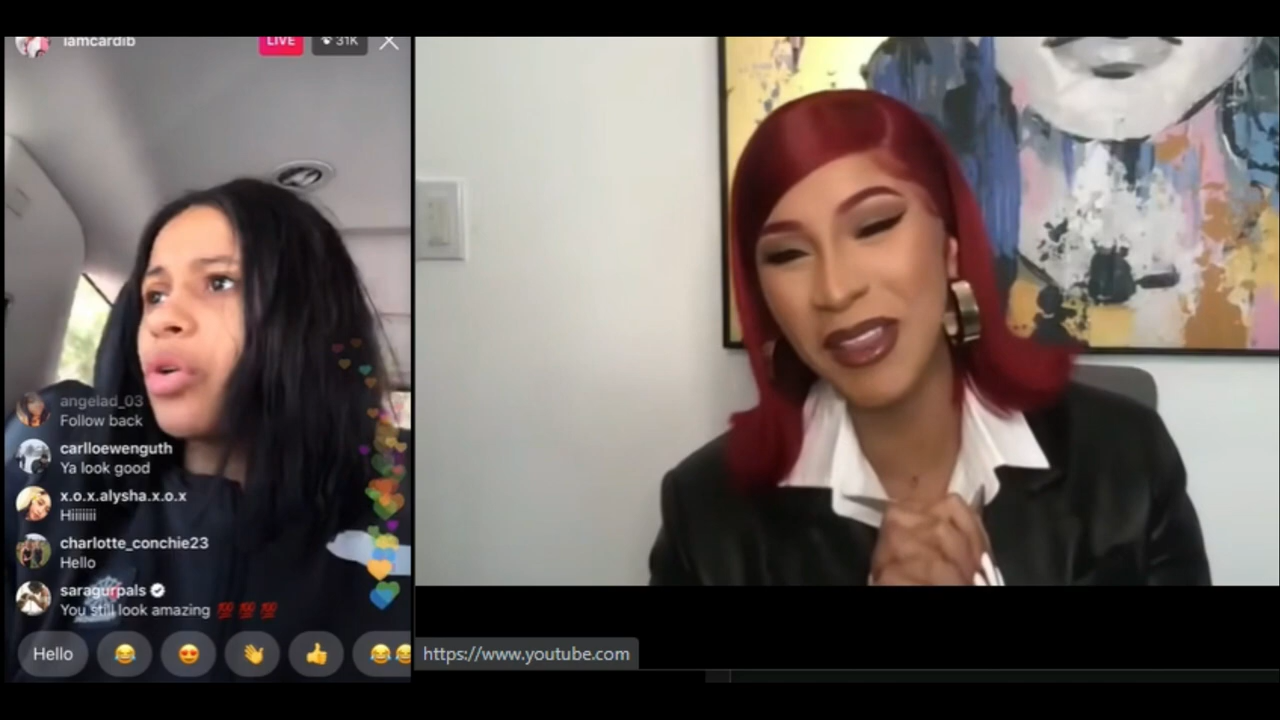 iamcardib
LIVE
31K
angelad_03
Follow back
carlloewenguth
Ya look good
x.o.x.alysha.x.o.x
Hiiiiiii
charlotte_conchie23
Hello
saragurpals
You still look amazing 💯 💯 💯
Hello 😂 😍 👋 👍 😂😂
https://www.youtube.com